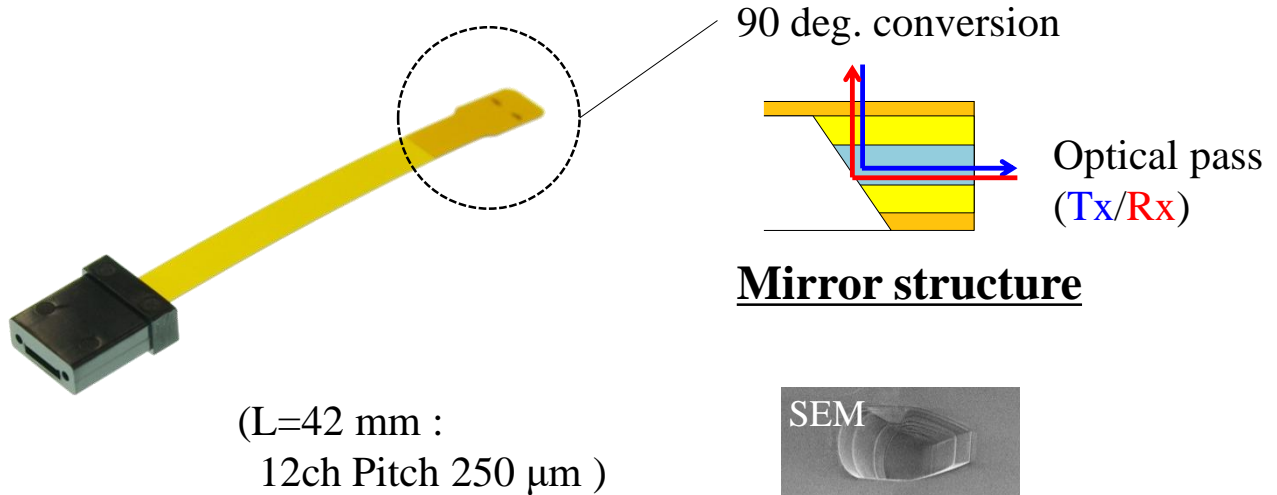 90 deg. conversion
Optical pass
(Tx/Rx)
Mirror structure
(L=42 mm :
12ch Pitch 250 μm )
SEM